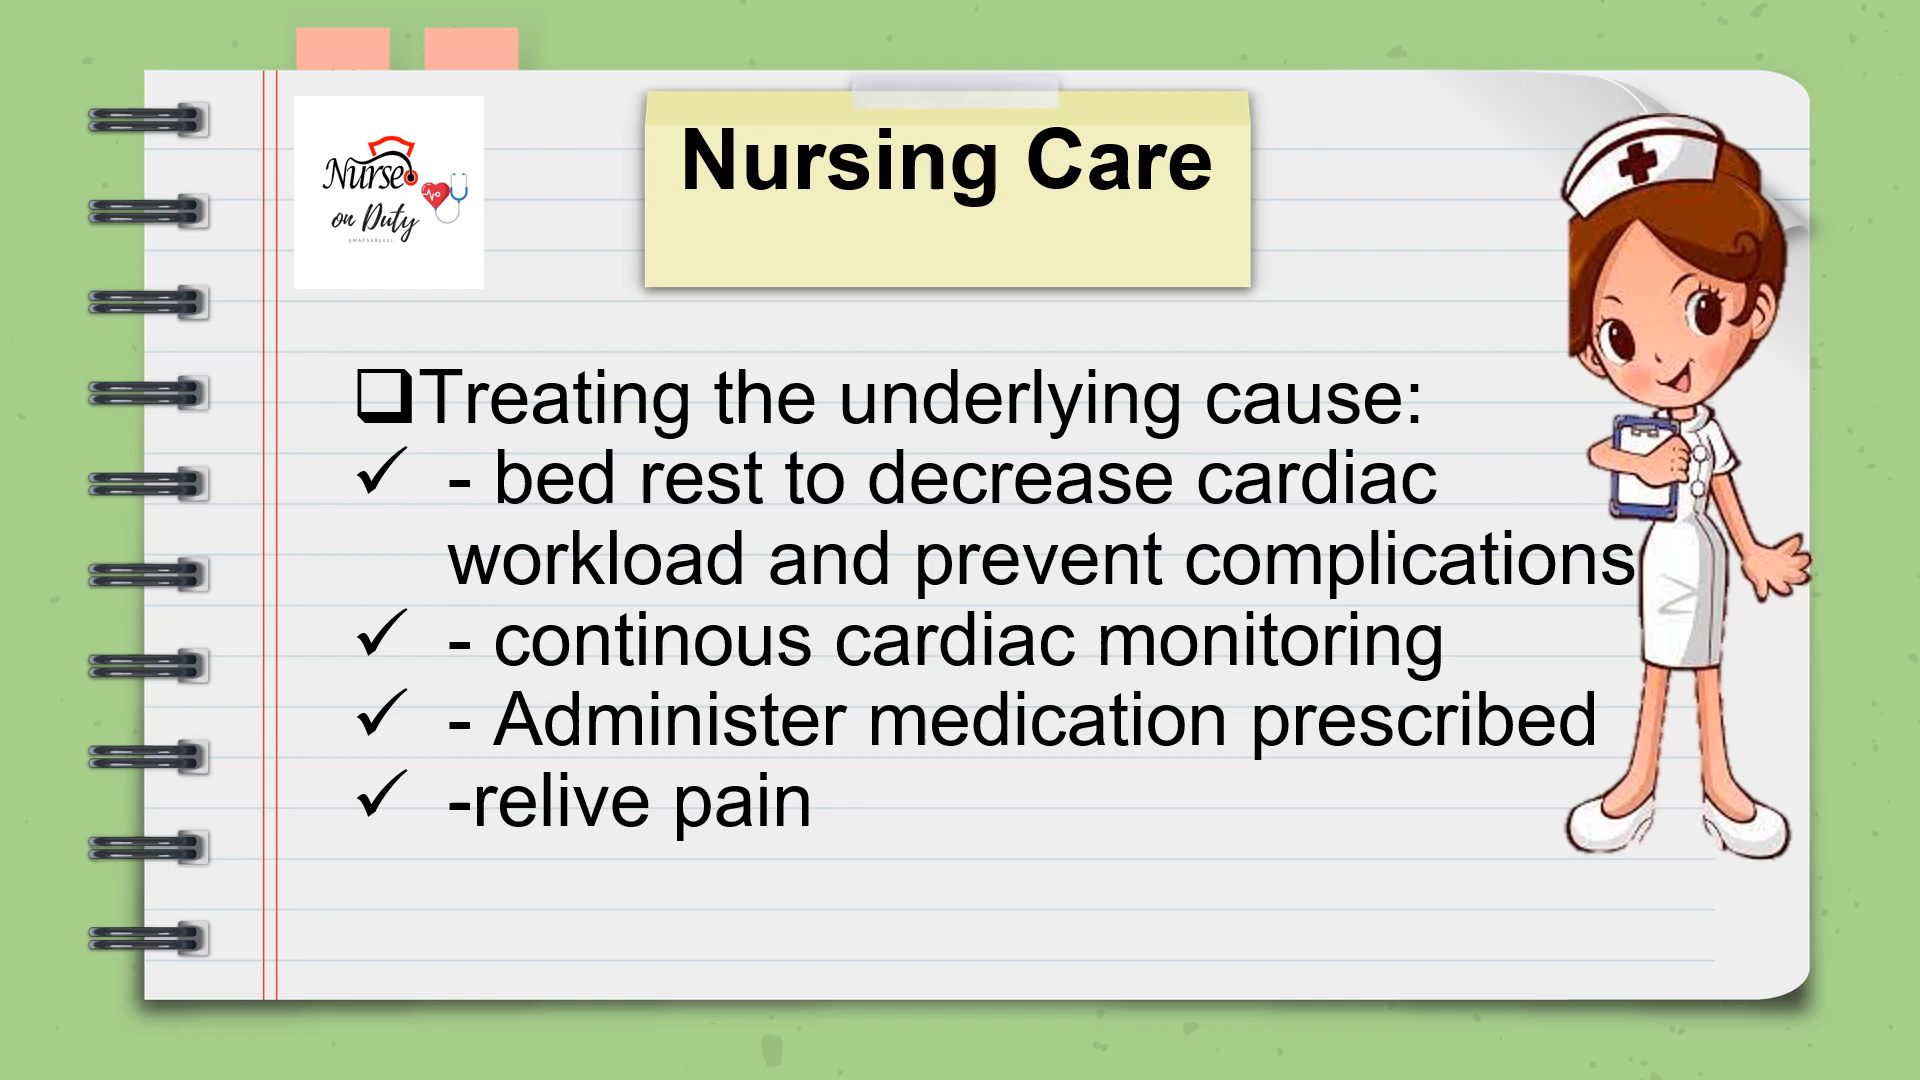 Nurse
on Duty
@MAFSAR2021
Nursing Care
❑Treating the underlying cause:
✓ - bed rest to decrease cardiac
workload and prevent complications
✓ - continous cardiac monitoring
✓ - Administer medication prescribed
✓ -relive pain